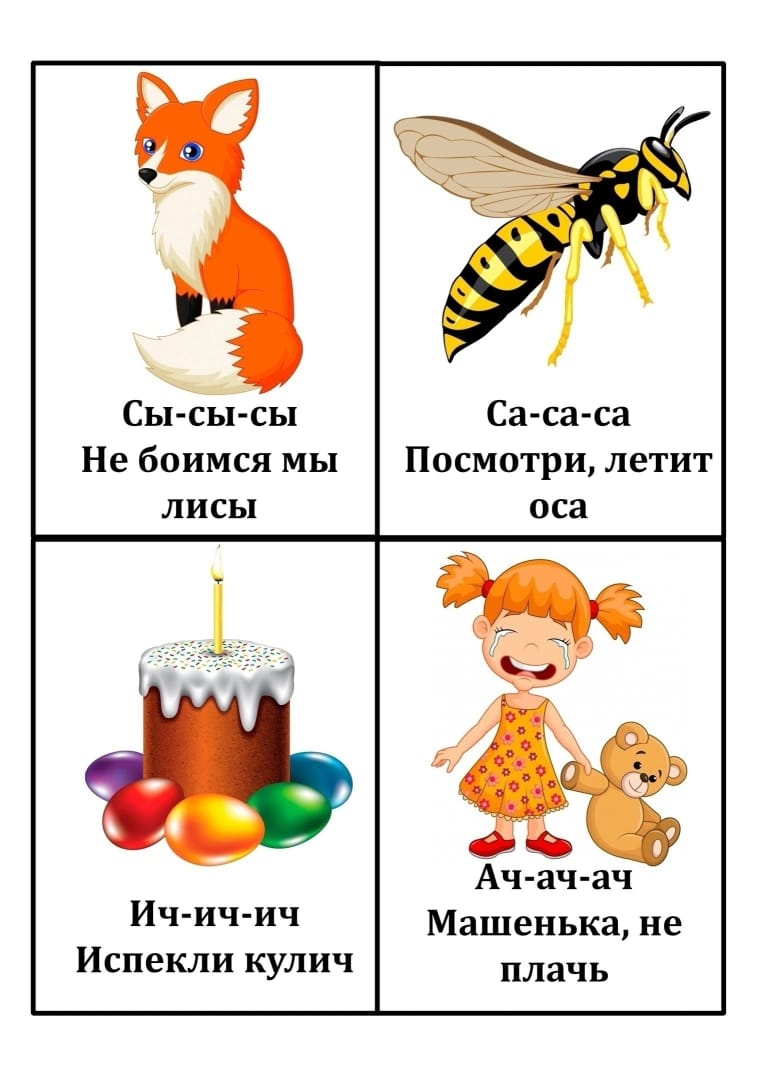 Сы-сы-сы
Не боимся мы
лисы
Са-са-са
Посмотри, летит
оса
Ич-ич-ич
Испекли кулич
Ач-ач-ач
Машенька, не
плачь